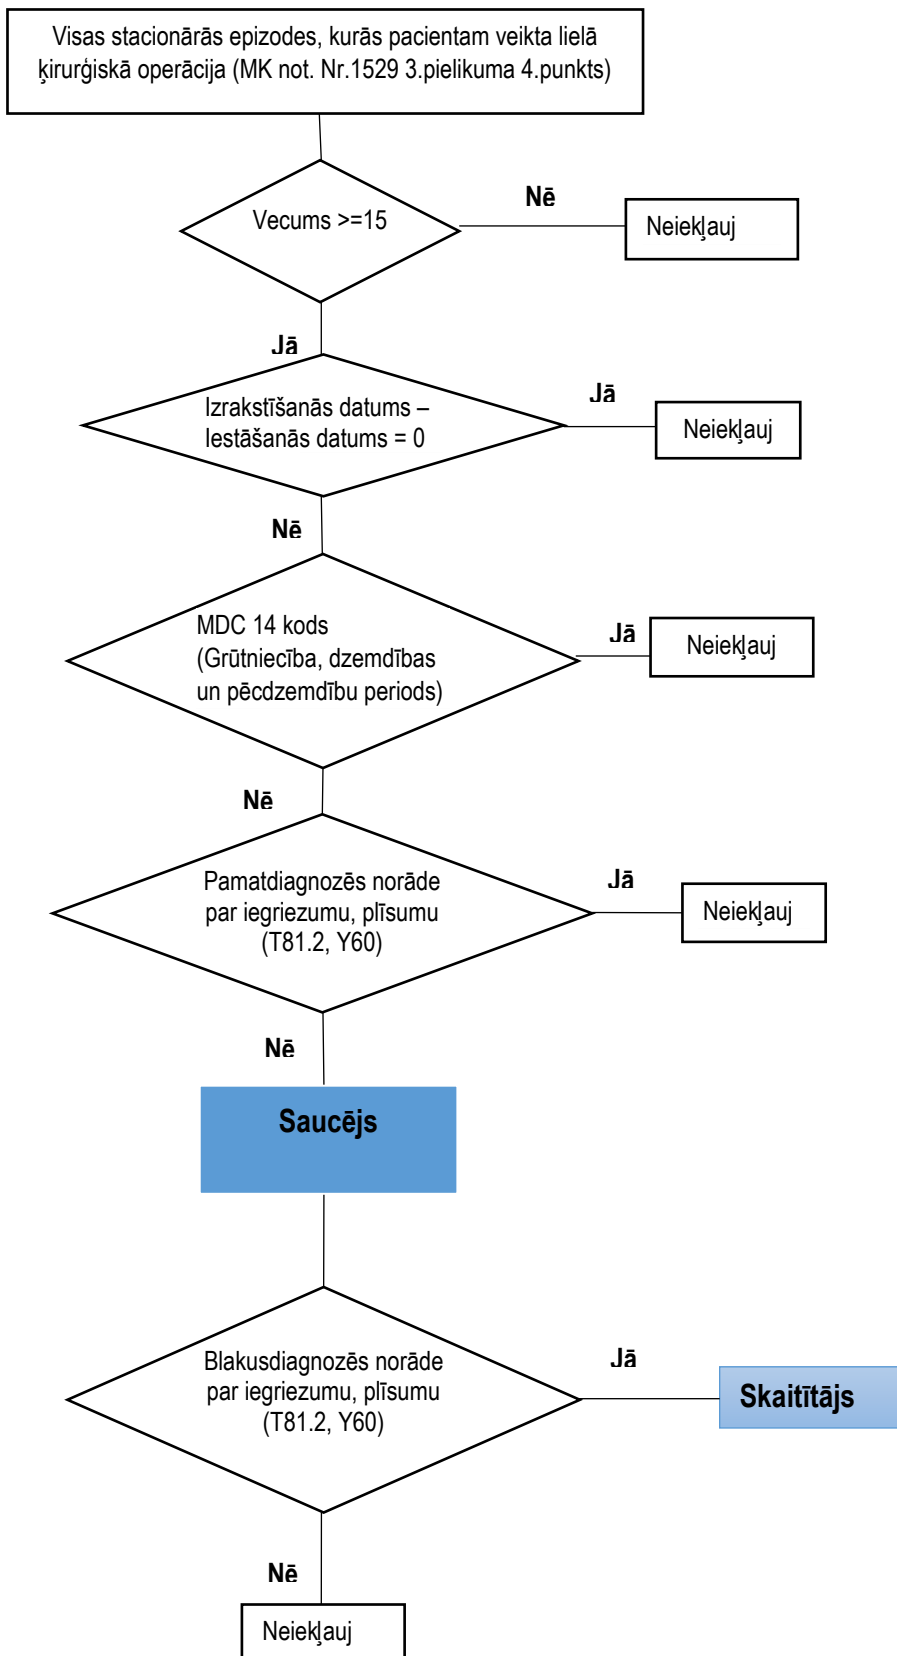 Visas stacionārās epizodes, kurās pacientam veikta lielā
ķirurģiskā operācija (MK not. Nr.1529 3.pielikuma 4.punkts)
Vecums >=15
Nē
Neiekļauj
Jā
Izrakstīšanās datums –
Iestāšanās datums = 0
Jā
Neiekļauj
Nē
MDC 14 kods
(Grūtniecība, dzemdības
un pēcdzemdību periods)
Jā
Neiekļauj
Nē
Pamatdiagnozēs norāde
par iegriezumu, plīsumu
(T81.2, Y60)
Jā
Neiekļauj
Nē
Saucējs
Blakusdiagnozēs norāde
par iegriezumu, plīsumu
(T81.2, Y60)
Jā
Skaitītājs
Nē
Neiekļauj